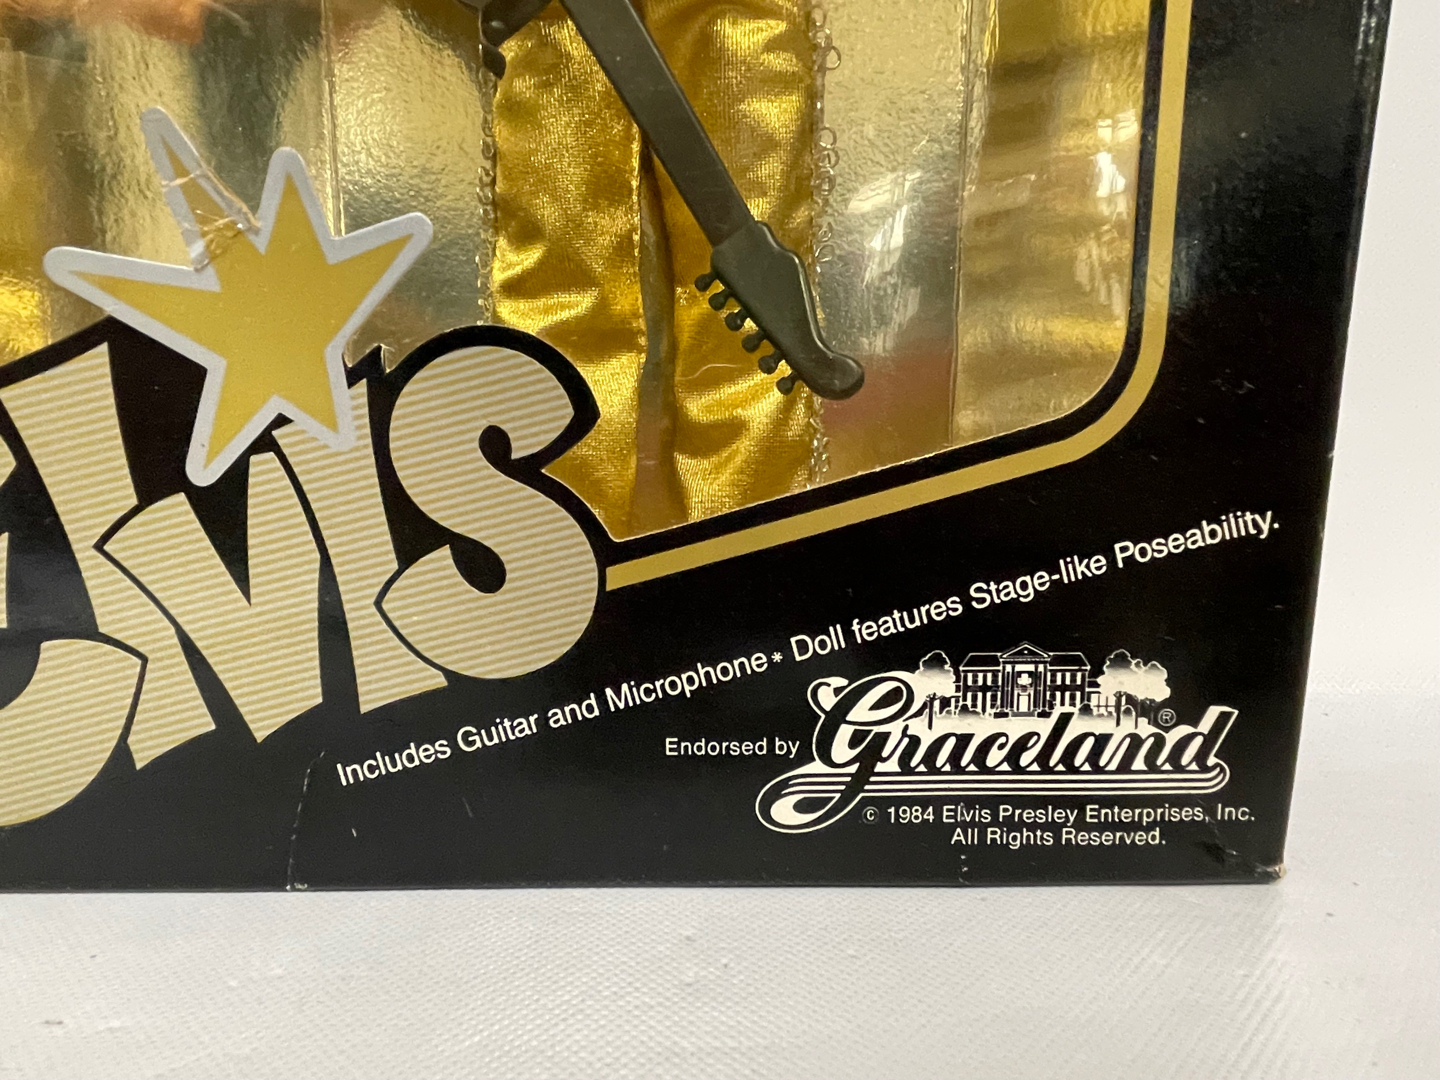 ELVIS
Includes Guitar and Microphone* Doll features Stage-like Poseability.
Endorsed by Graceland®
© 1984 Elvis Presley Enterprises, Inc.
All Rights Reserved.